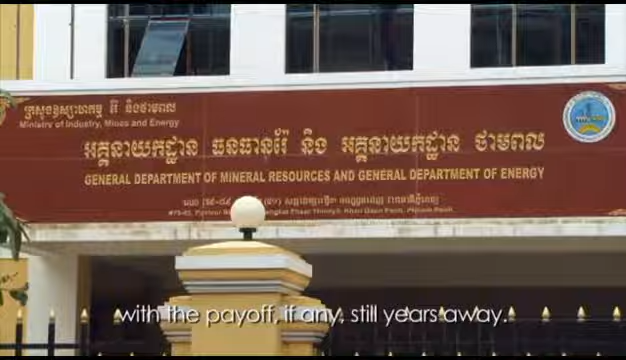 ក្រសួងឧស្សាហកម្ម រ៉ែ និងថាមពល
Ministry of Industry, Mines and Energy
អគ្គនាយកដ្ឋាន ធនធានរ៉ែ និង អគ្គនាយកដ្ឋាន ថាមពល
GENERAL DEPARTMENT OF MINERAL RESOURCES AND GENERAL DEPARTMENT OF ENERGY
with the payoff, if any, still years away.